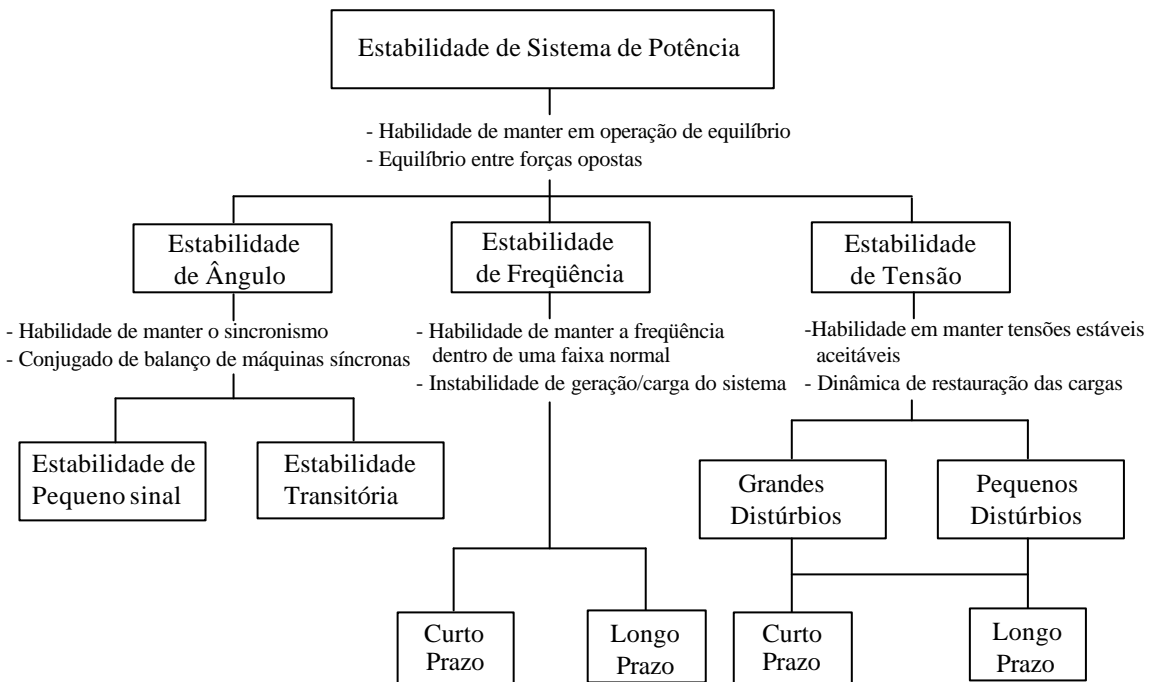 Estabilidade de Sistema de Potência
- Habilidade de manter em operação de equilíbrio
- Equilíbrio entre forças opostas
Estabilidade
de Ângulo
Estabilidade
de Freqüência
Estabilidade
de Tensão
- Habilidade de manter o sincronismo
- Conjugado de balanço de máquinas síncronas
- Habilidade de manter a freqüência
dentro de uma faixa normal
- Instabilidade de geração/carga do sistema
-Habilidade em manter tensões estáveis
aceitáveis
- Dinâmica de restauração das cargas
Estabilidade de
Pequeno sinal
Estabilidade
Transitória
Grandes
Distúrbios
Pequenos
Distúrbios
Curto
Prazo
Longo
Prazo
Curto
Prazo
Longo
Prazo